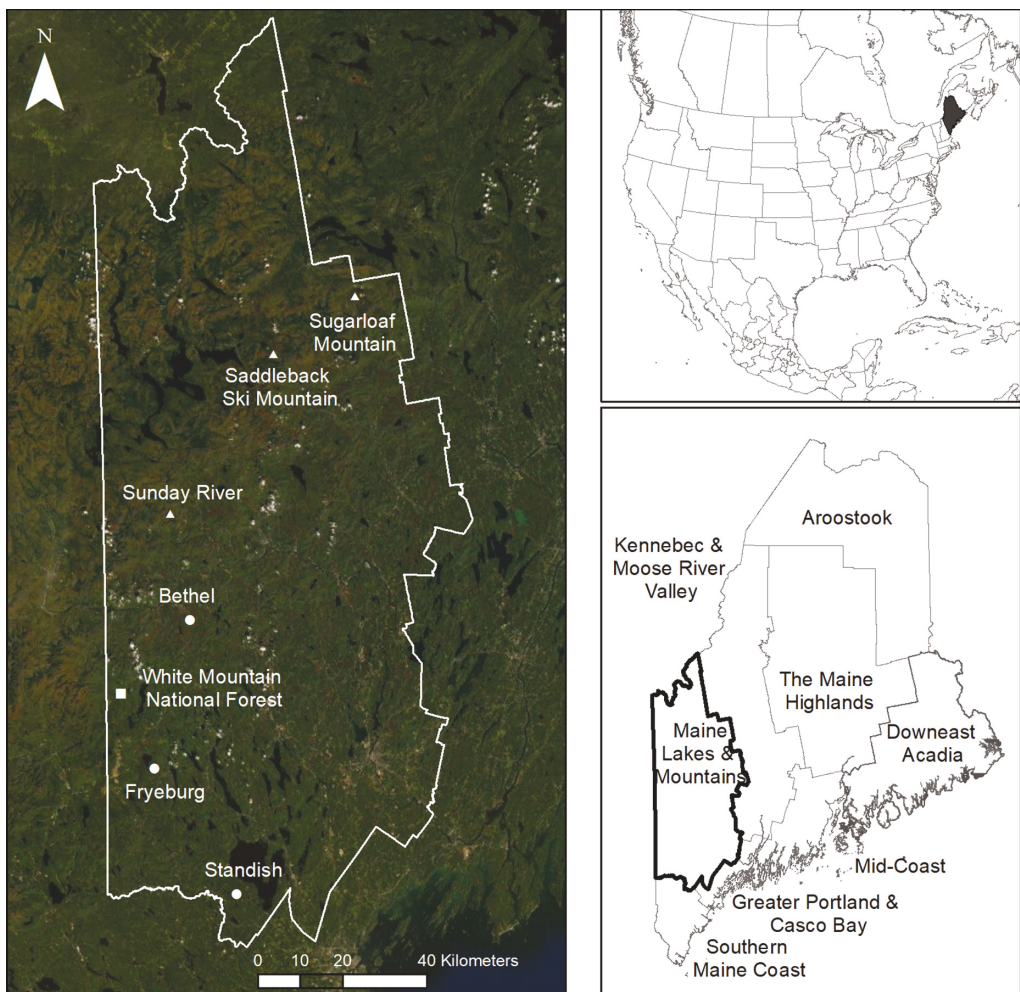 N
Sugarloaf
Mountain
Saddleback
Ski Mountain
Sunday River
Bethel
White Mountain
National Forest
Fryeburg
Standish
0 10 20 40 Kilometers
Aroostook
Kennebec &
Moose River
Valley
The Maine
Highlands
Maine
Lakes &
Mountains
Downeast
Acadia
Mid-Coast
Greater Portland &
Casco Bay
Southern
Maine Coast